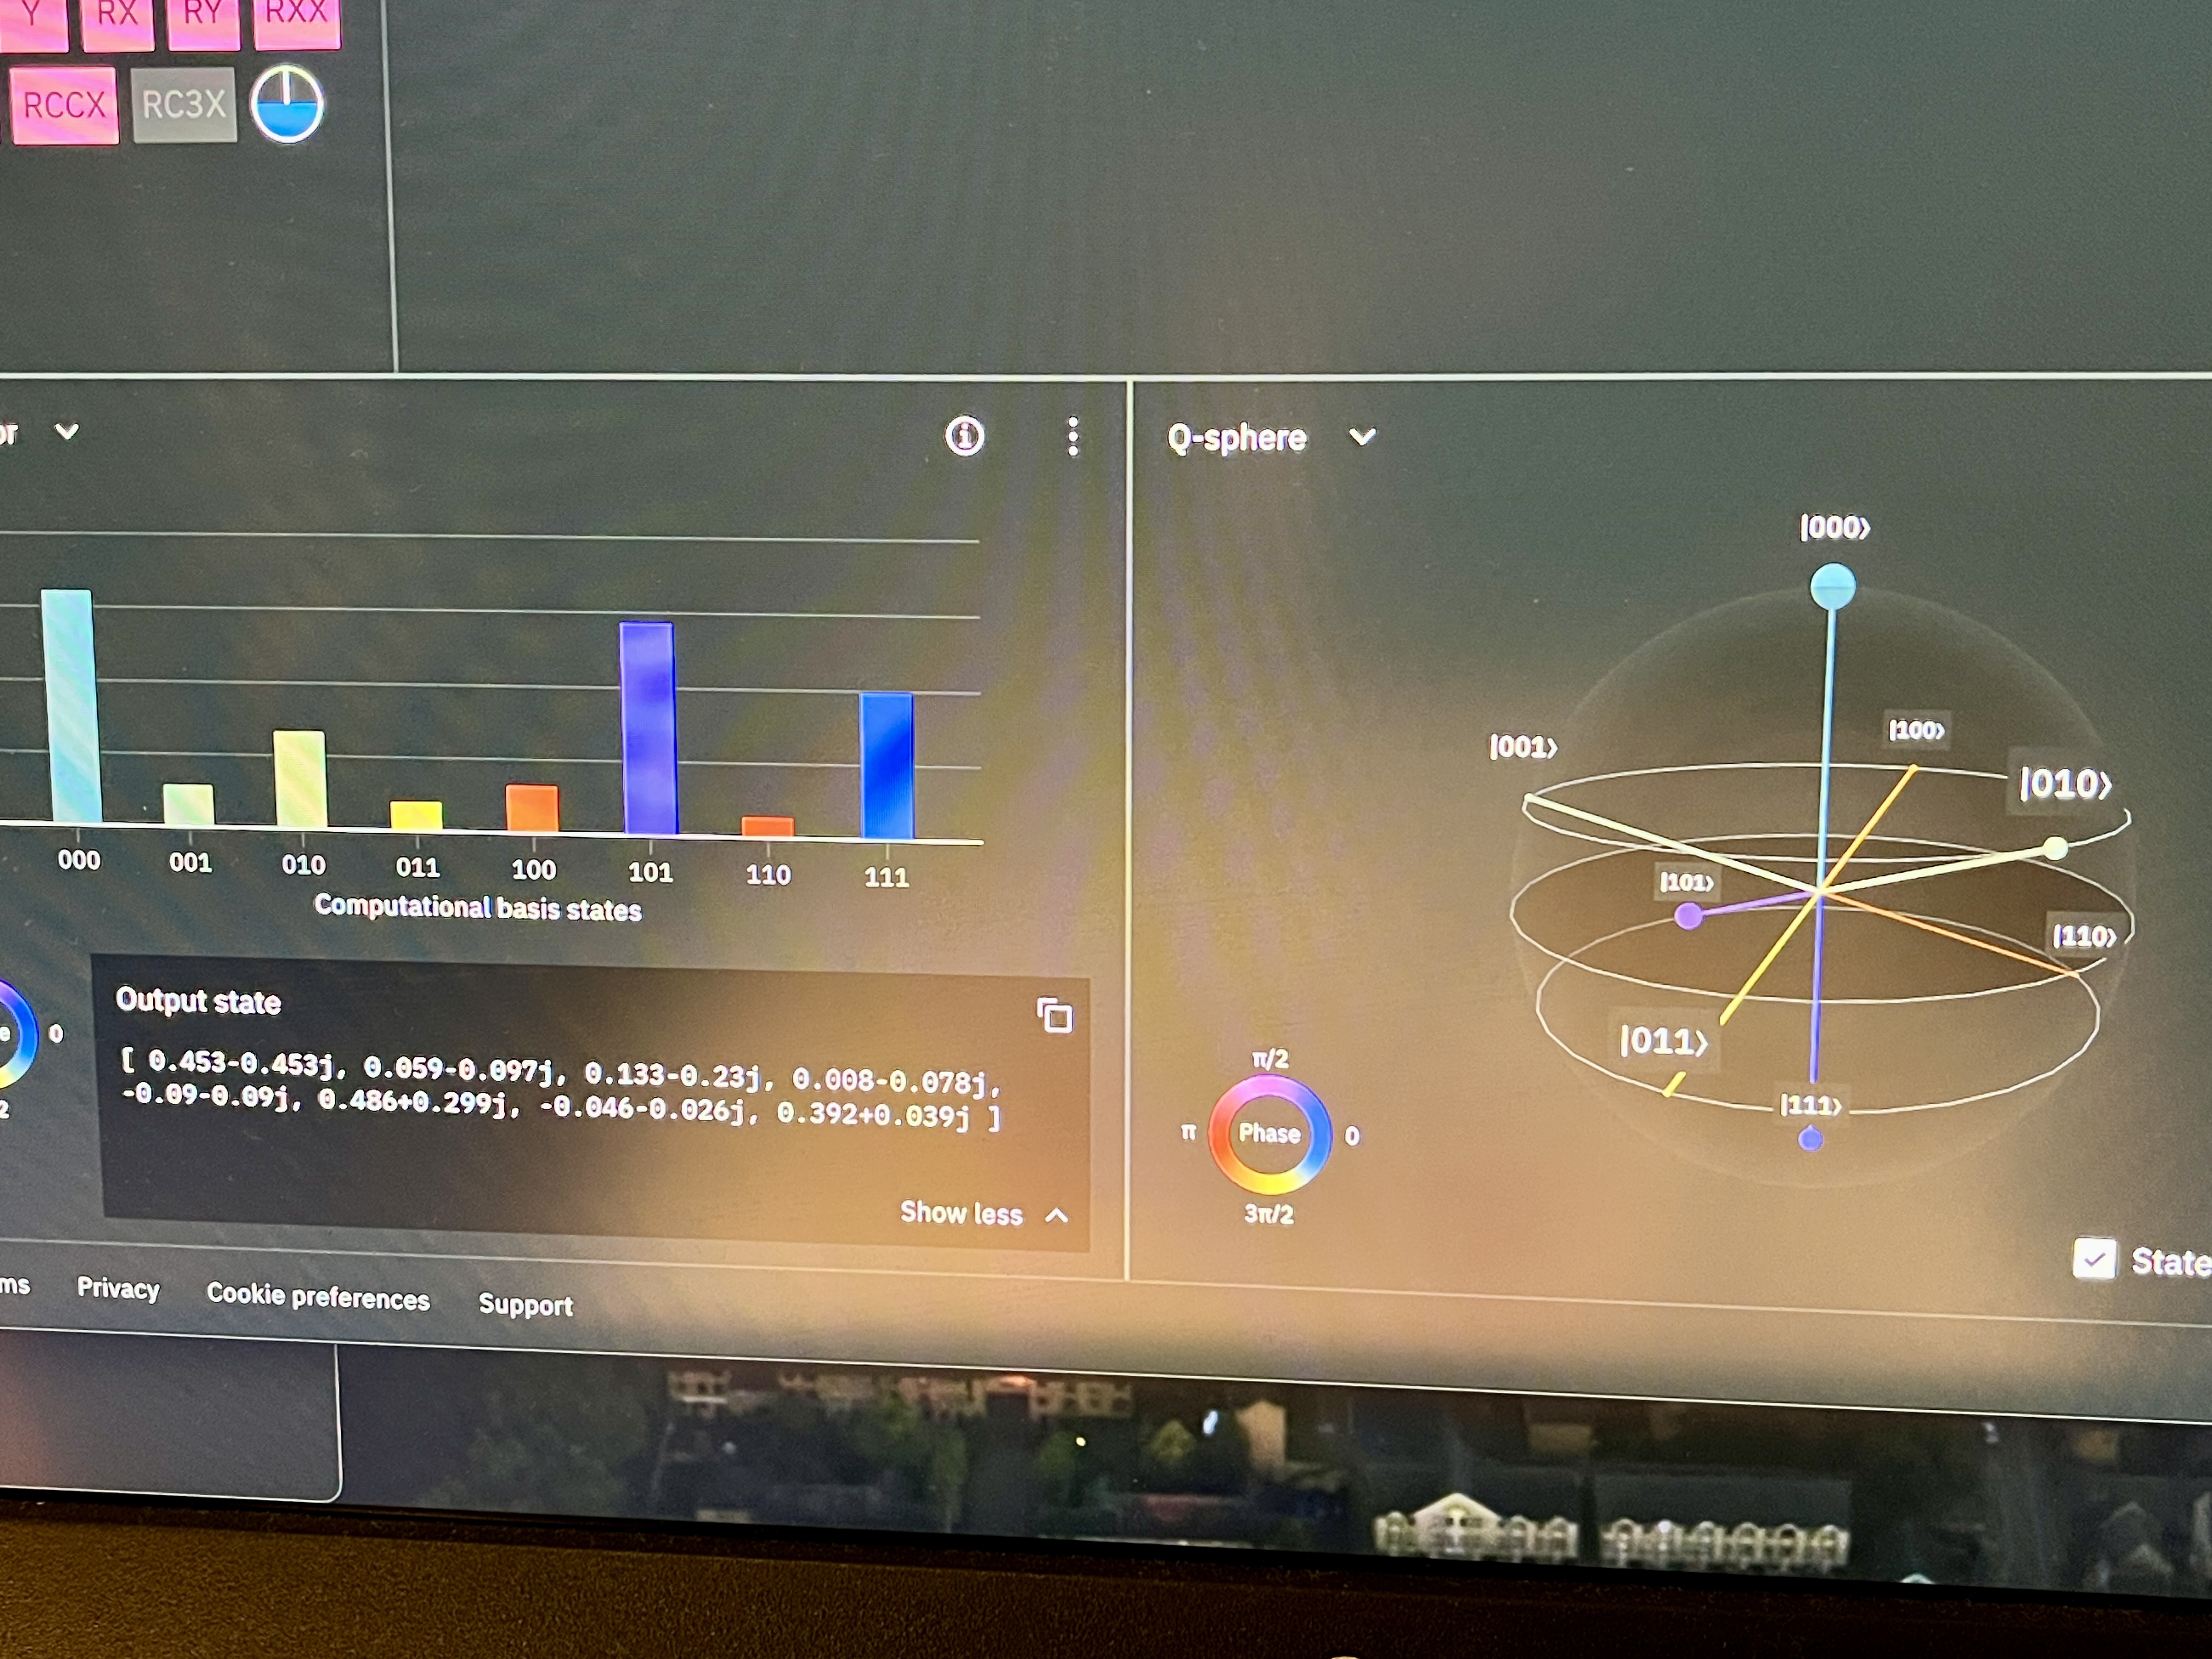 Y RX RY RXX
RCCX RC3X
or
000 001 010 011 100 101 110 111
Computational basis states
0
Output state
[ 0.453-0.453j, 0.059-0.097j, 0.133-0.23j, 0.008-0.078j,
-0.09-0.09j, 0.486+0.299j, -0.046-0.026j, 0.392+0.039j ]
Show less
Q-sphere
|000⟩
|100⟩
|001⟩
|010⟩
|101⟩
|110⟩
|011⟩
|111⟩
π/2
π Phase 0
3π/2
State
ms Privacy Cookie preferences Support